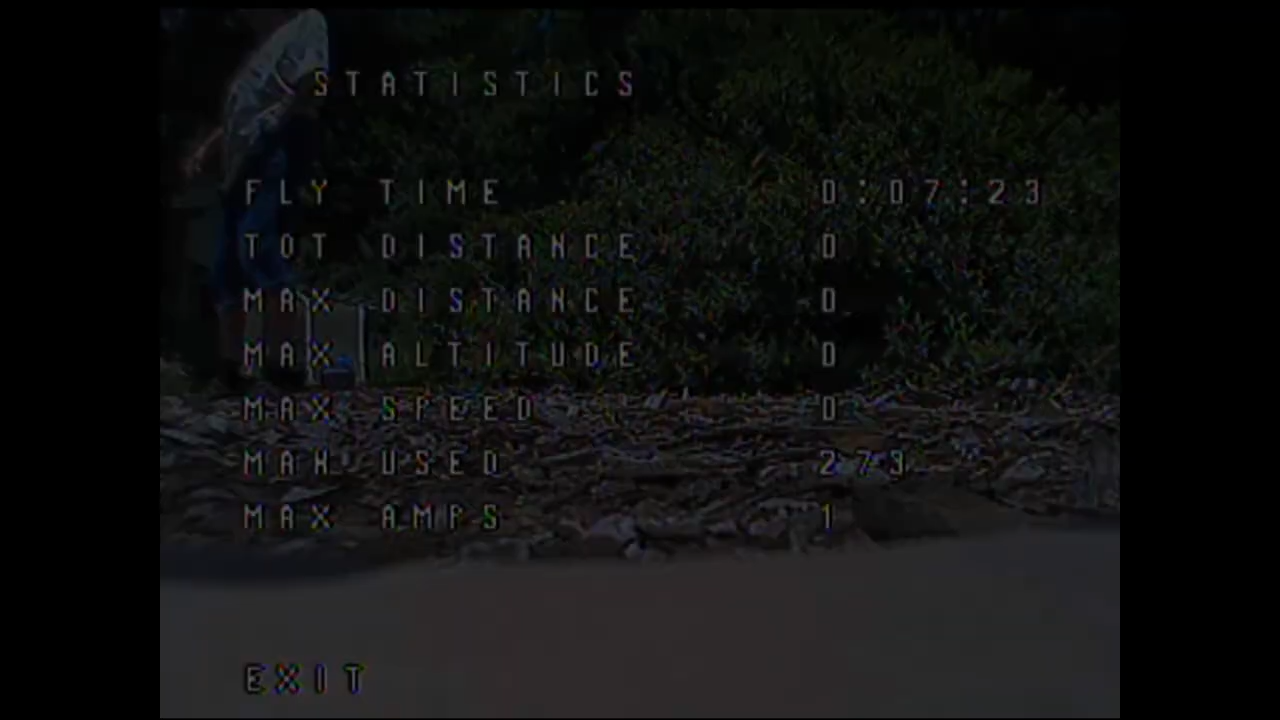 STATISTICS
FLY TIME 0:07:23
TOT DISTANCE 0
MAX DISTANCE 0
MAX ALTITUDE 0
MAX SPEED 0
MAH USED 273
MAX AMPS 1
EXIT